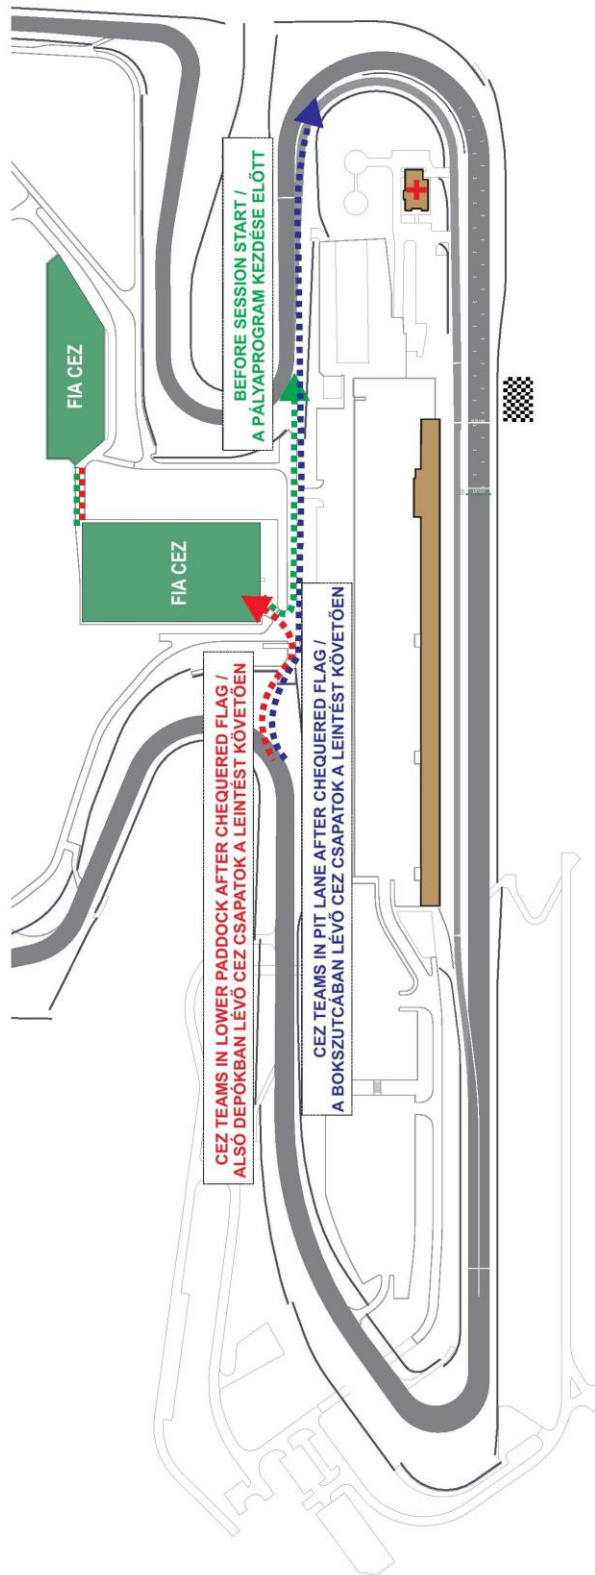 FIA CEZ
FIA CEZ
BEFORE SESSION START /
A PÁLYAPROGRAM KEZDÉSE ELŐTT
CEZ TEAMS IN LOWER PADDOCK AFTER CHEQUERED FLAG /
ALSÓ DEPÓKBAN LÉVŐ CEZ CSAPATOK A LEINTÉST KÖVETŐEN
CEZ TEAMS IN PIT LANE AFTER CHEQUERED FLAG /
A BOKSZUTCÁBAN LÉVŐ CEZ CSAPATOK A LEINTÉST KÖVETŐEN